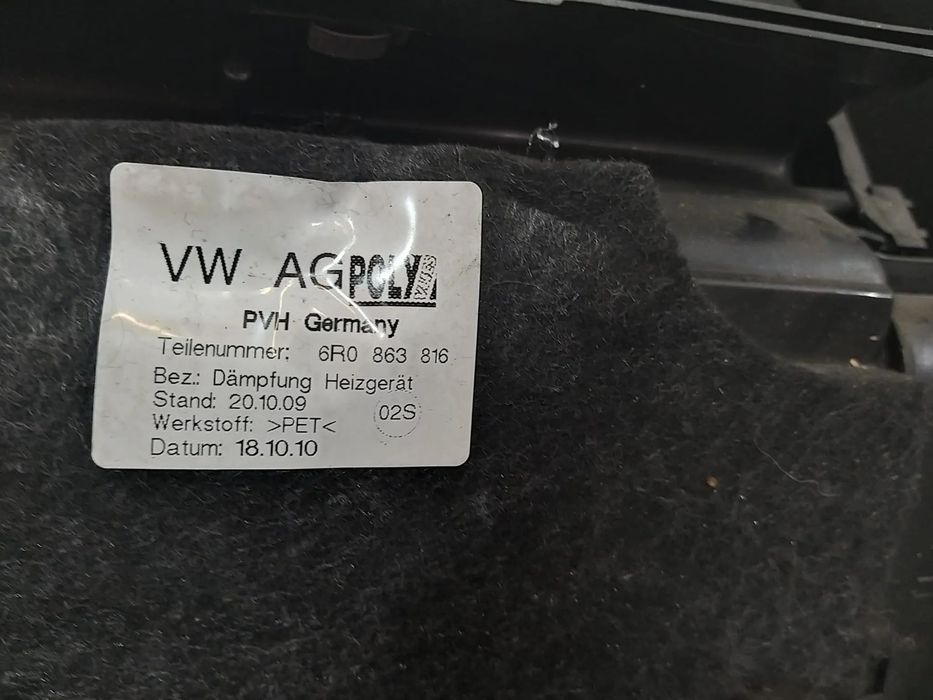 VW AG POLY
PVH Germany
Teilenummer: 6R0 863 816
Bez.: Dämpfung Heizgerät
Stand: 20.10.09
02S
Werkstoff: >PET<
Datum: 18.10.10